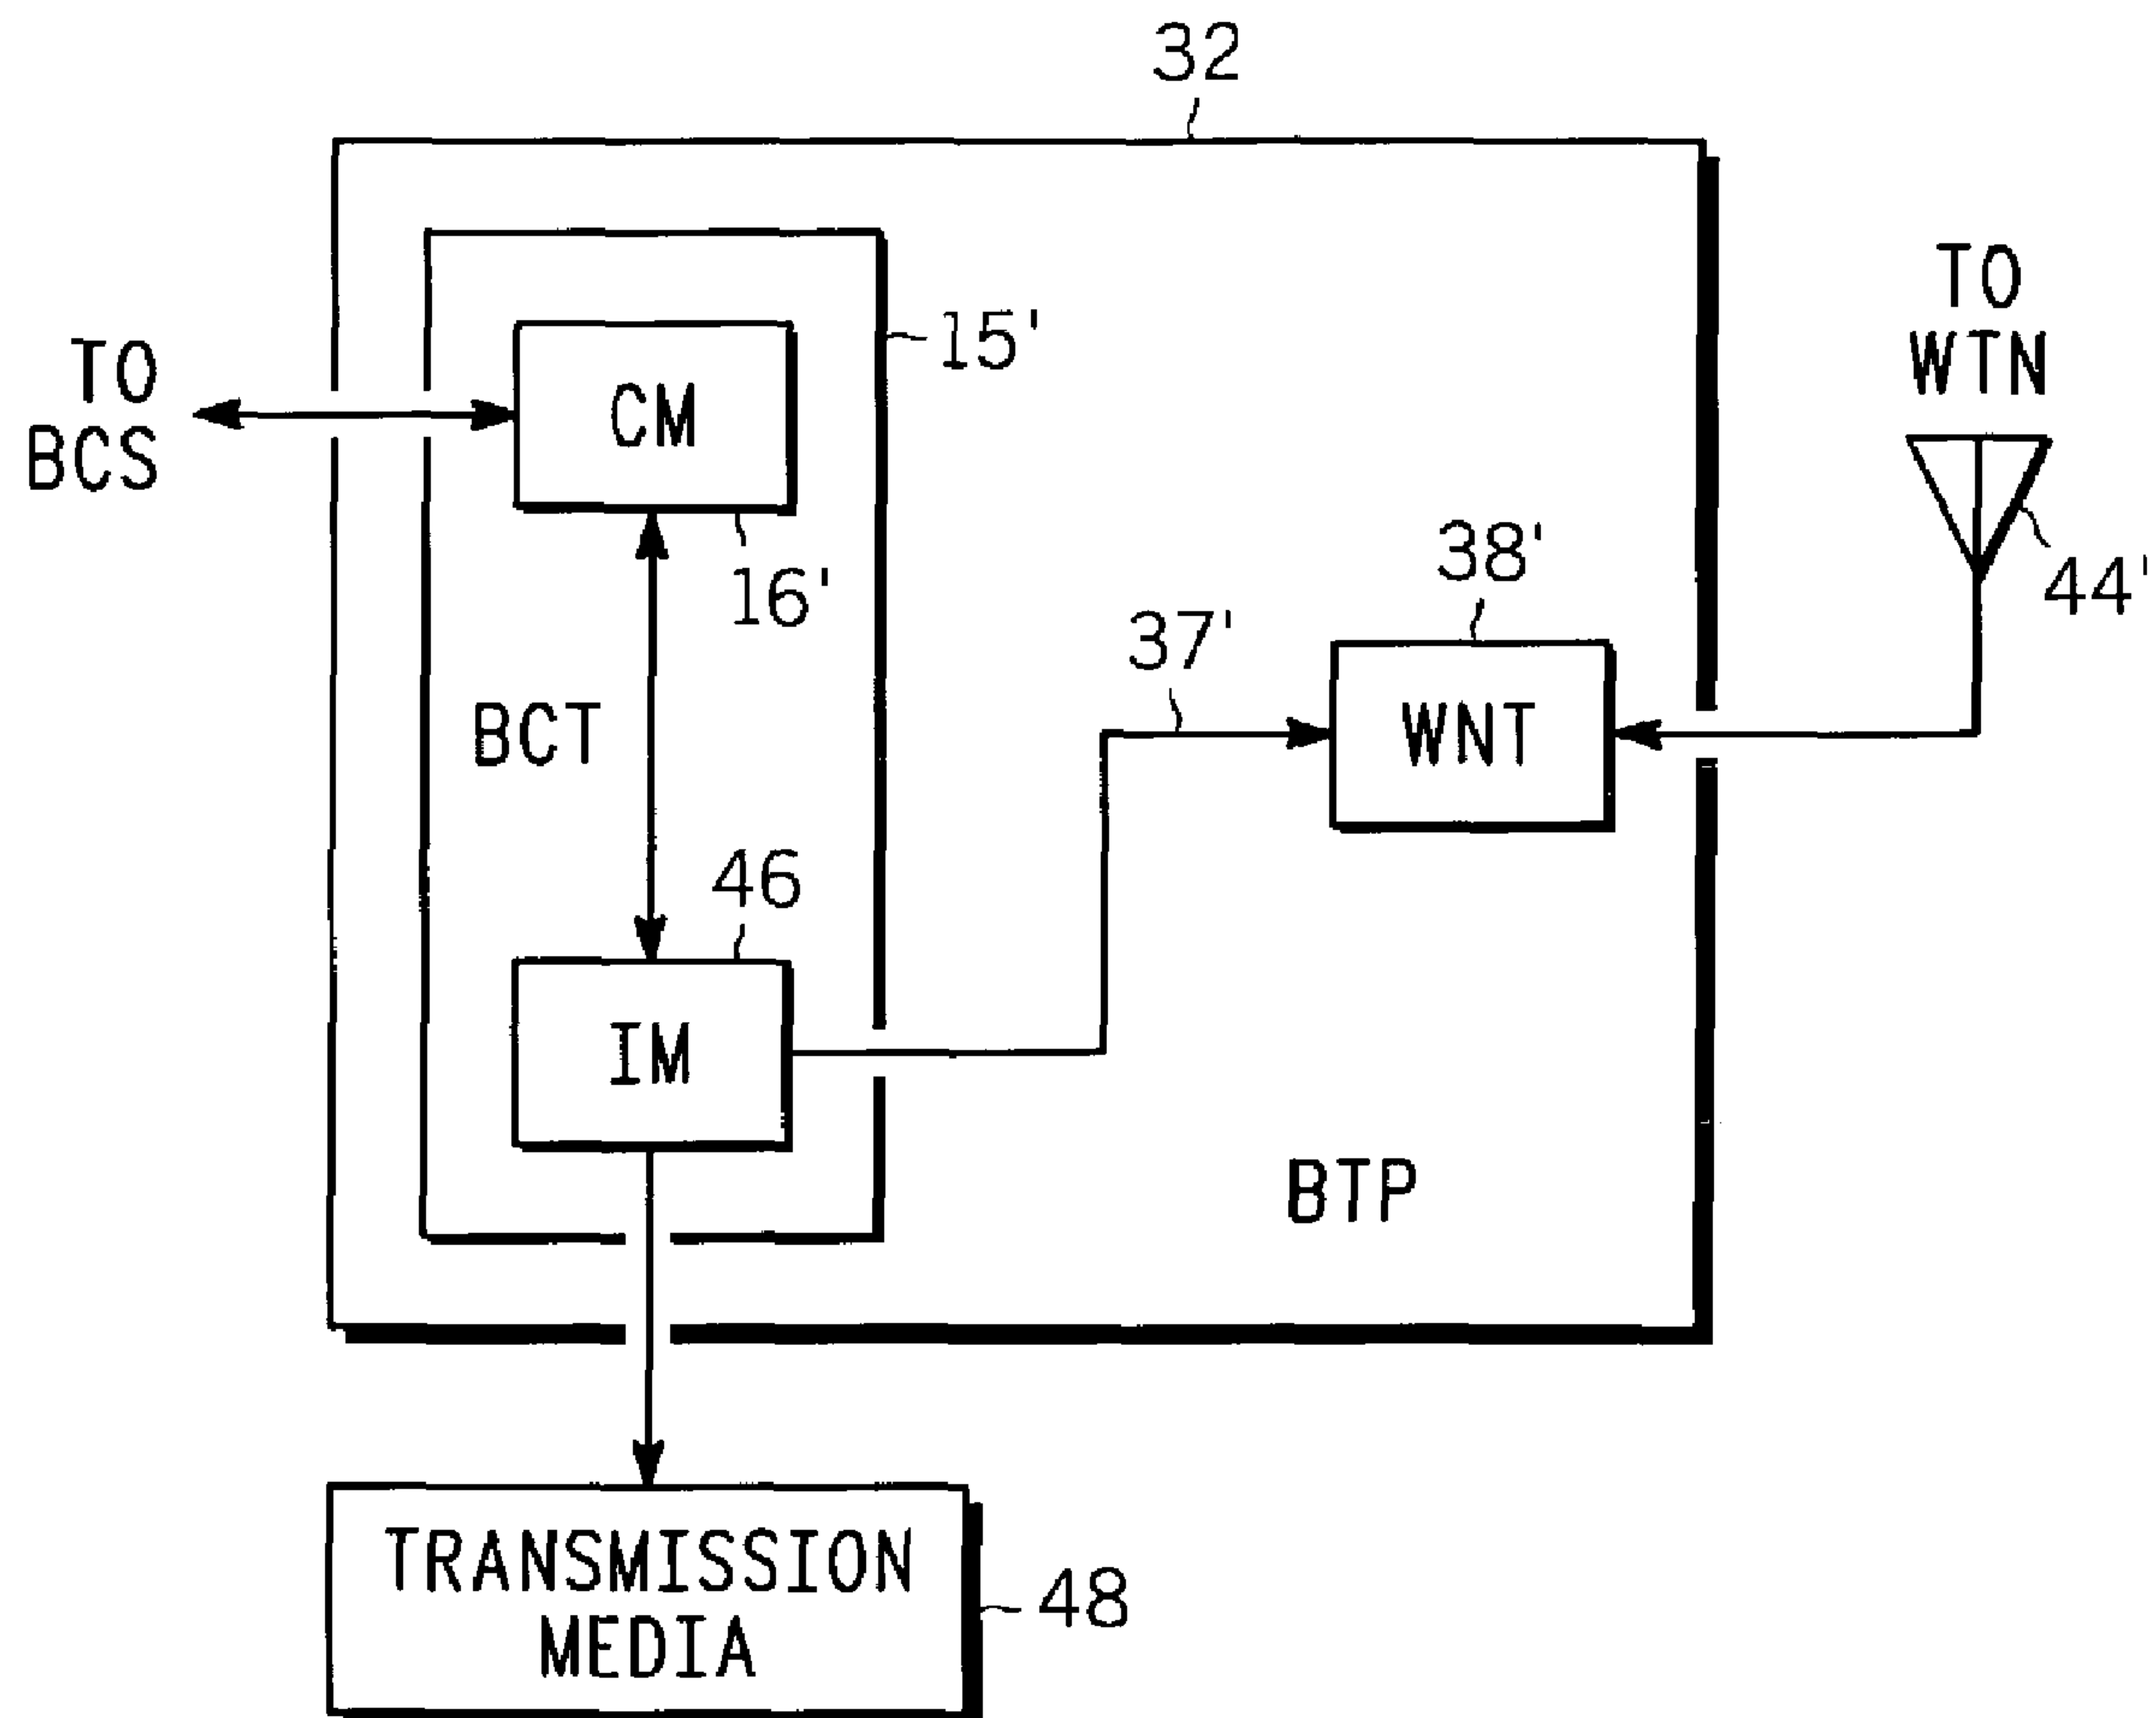 32
TO
BCS
CM
15'
16'
TO
WTN
44'
38'
37'
BCT
WNT
46
IM
BTP
TRANSMISSION
MEDIA
48